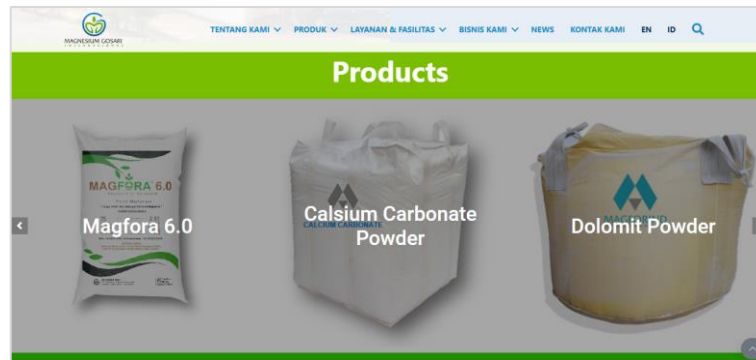 MAGNESIUM GOSARI
INTERNATIONAL
TENTANG KAMI PRODUK LAYANAN & FASILITAS BISNIS KAMI NEWS KONTAK KAMI EN ID
Products
MAGFORA 6.0
Magfora 6.0
CALCIUM CARBONATE
Calsium Carbonate
Powder
Dolomit Powder